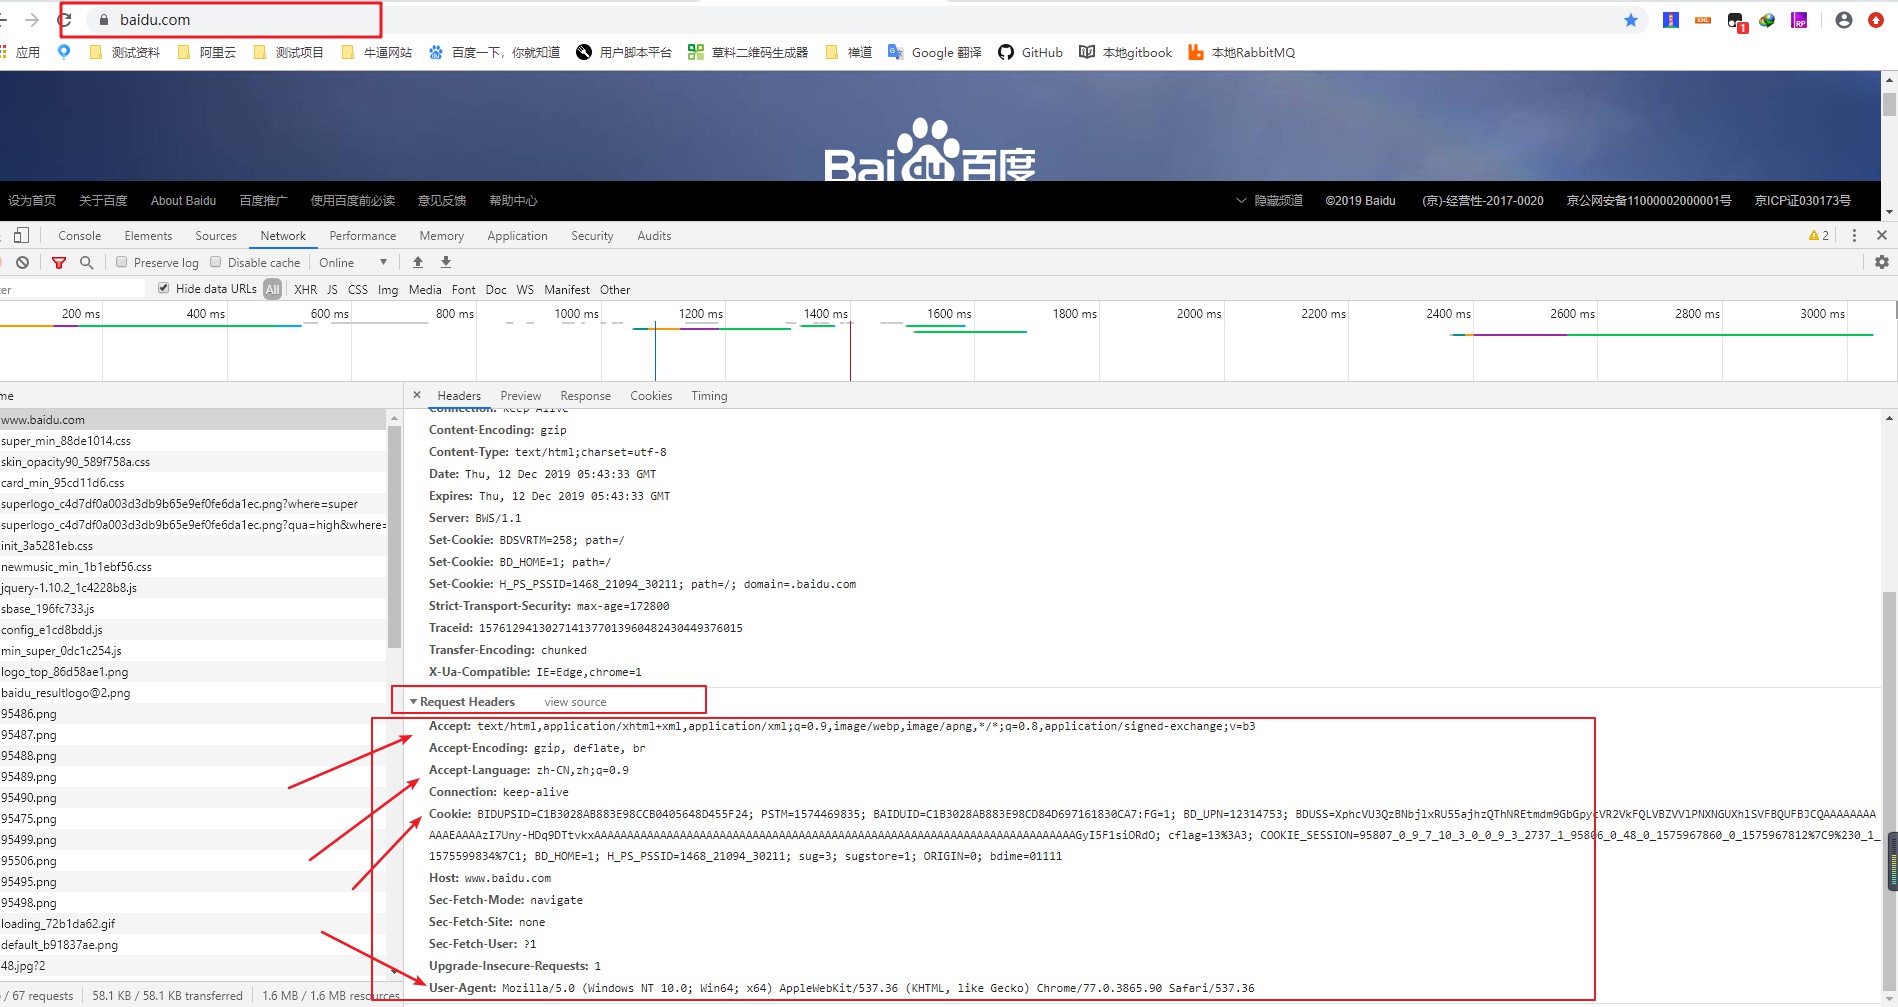 baidu.com
应用 测试资料 阿里云 测试项目 牛逼网站 百度一下，你就知道 用户脚本平台 草料二维码生成器 禅道 Google 翻译 GitHub 本地gitbook 本地RabbitMQ
Bai du 百度
设为首页 关于百度 About Baidu 百度推广 使用百度前必读 意见反馈 帮助中心 隐藏频道 ©2019 Baidu (京)-经营性-2017-0020 京公网安备11000002000001号 京ICP证030173号
Console Elements Sources Network Performance Memory Application Security Audits 2
Preserve log Disable cache Online
er Hide data URLs All XHR JS CSS Img Media Font Doc WS Manifest Other
200 ms 400 ms 600 ms 800 ms 1000 ms 1200 ms 1400 ms 1600 ms 1800 ms 2000 ms 2200 ms 2400 ms 2600 ms 2800 ms 3000 ms
me
www.baidu.com
super_min_88de1014.css
skin_opacity90_589f758a.css
card_min_95cd11d6.css
superlogo_c4d7df0a003d3db9b65e9ef0fe6da1ec.png?where=super
superlogo_c4d7df0a003d3db9b65e9ef0fe6da1ec.png?qua=high&where=
init_3a5281eb.css
newmusic_min_1b1ebf56.css
jquery-1.10.2_1c4228b8.js
sbase_196fc733.js
config_e1cd8bdd.js
min_super_0dc1c254.js
logo_top_86d58ae1.png
baidu_resultlogo@2.png
95486.png
95487.png
95488.png
95489.png
95490.png
95475.png
95499.png
95506.png
95495.png
95498.png
loading_72b1da62.gif
default_b91837ae.png
48.jpg?2
/ 67 requests 58.1 KB / 58.1 KB transferred 1.6 MB / 1.6 MB resources
× Headers Preview Response Cookies Timing
Connection: keep-Alive
Content-Encoding: gzip
Content-Type: text/html;charset=utf-8
Date: Thu, 12 Dec 2019 05:43:33 GMT
Expires: Thu, 12 Dec 2019 05:43:33 GMT
Server: BWS/1.1
Set-Cookie: BDSVRTM=258; path=/
Set-Cookie: BD_HOME=1; path=/
Set-Cookie: H_PS_PSSID=1468_21094_30211; path=/; domain=.baidu.com
Strict-Transport-Security: max-age=172800
Traceid: 1576129413027141377013960482430449376015
Transfer-Encoding: chunked
X-Ua-Compatible: IE=Edge,chrome=1
Request Headers view source
Accept: text/html,application/xhtml+xml,application/xml;q=0.9,image/webp,image/apng,*/*;q=0.8,application/signed-exchange;v=b3
Accept-Encoding: gzip, deflate, br
Accept-Language: zh-CN,zh;q=0.9
Connection: keep-alive
Cookie: BIDUPSID=C1B3028AB883E98CCB0405648D455F24; PSTM=1574469835; BAIDUID=C1B3028AB883E98CD84D697161830CA7:FG=1; BD_UPN=12314753;
cflag=13%3A3; COOKIE_SESSION=95807_0_9_7_10_3_0_0_9_3_2737_1_95806_0_48_0_1575967860_0_1575967812%7C9%230_1_
1575599834%7C1; BD_HOME=1; H_PS_PSSID=1468_21094_30211; sug=3; sugstore=1; ORIGIN=0; bdime=01111
Host: www.baidu.com
Sec-Fetch-Mode: navigate
Sec-Fetch-Site: none
Sec-Fetch-User: ?1
Upgrade-Insecure-Requests: 1
User-Agent: Mozilla/5.0 (Windows NT 10.0; Win64; x64) AppleWebKit/537.36 (KHTML, like Gecko) Chrome/77.0.3865.90 Safari/537.36